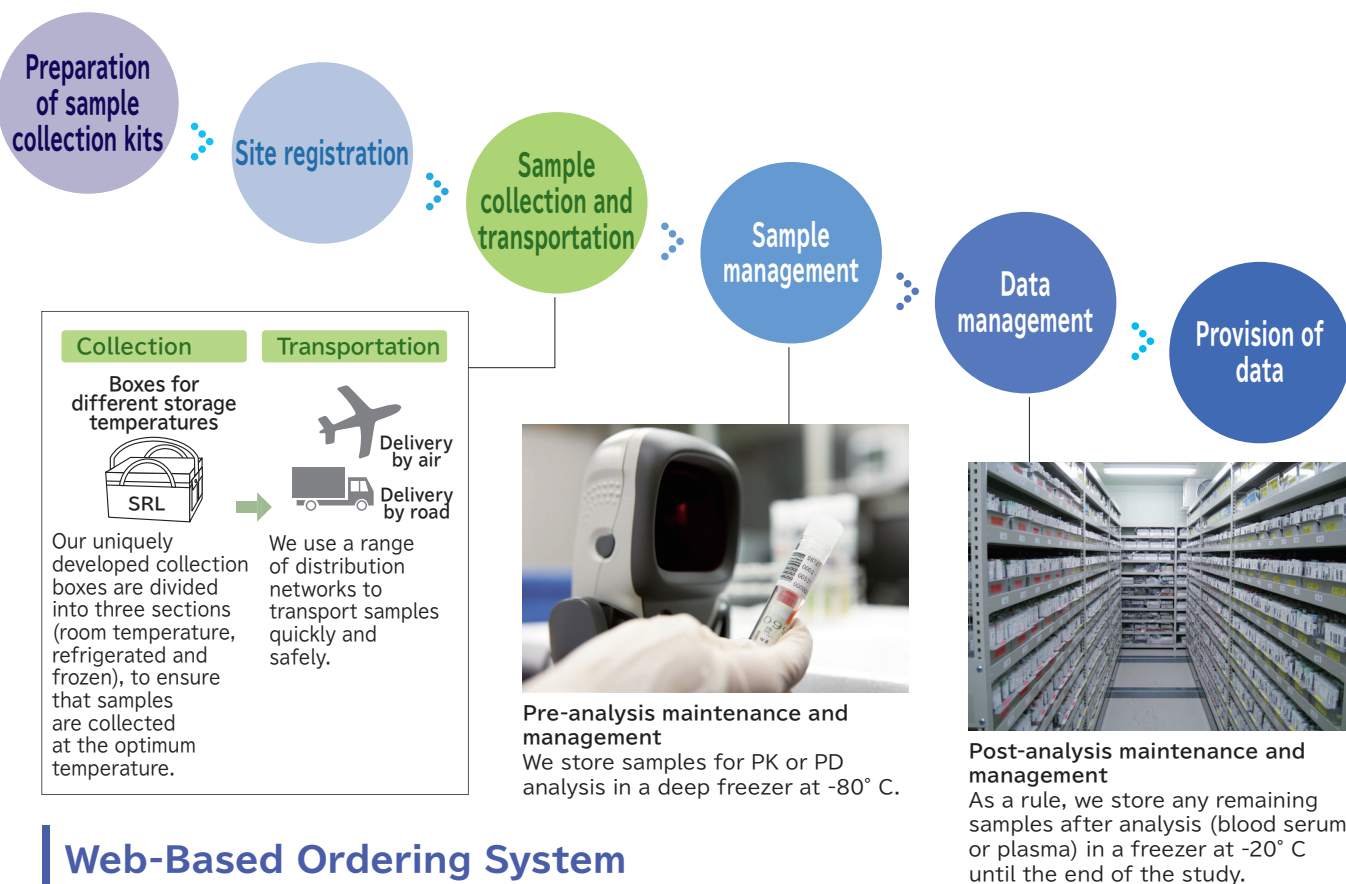 Preparation
of sample
collection kits
Site registration
Sample
collection and
transportation
Sample
management
Data
management
Provision of
data
Collection
Boxes for
different storage
temperatures
SRL
Our uniquely
developed collection
boxes are divided
into three sections
(room temperature,
refrigerated and
frozen), to ensure
that samples
are collected
at the optimum
temperature.
Transportation
Delivery
by air
Delivery
by road
We use a range
of distribution
networks to
transport samples
quickly and
safely.
Pre-analysis maintenance and
management
We store samples for PK or PD
analysis in a deep freezer at -80° C.
Post-analysis maintenance and
management
As a rule, we store any remaining
samples after analysis (blood serum
or plasma) in a freezer at -20° C
until the end of the study.
Web-Based Ordering System